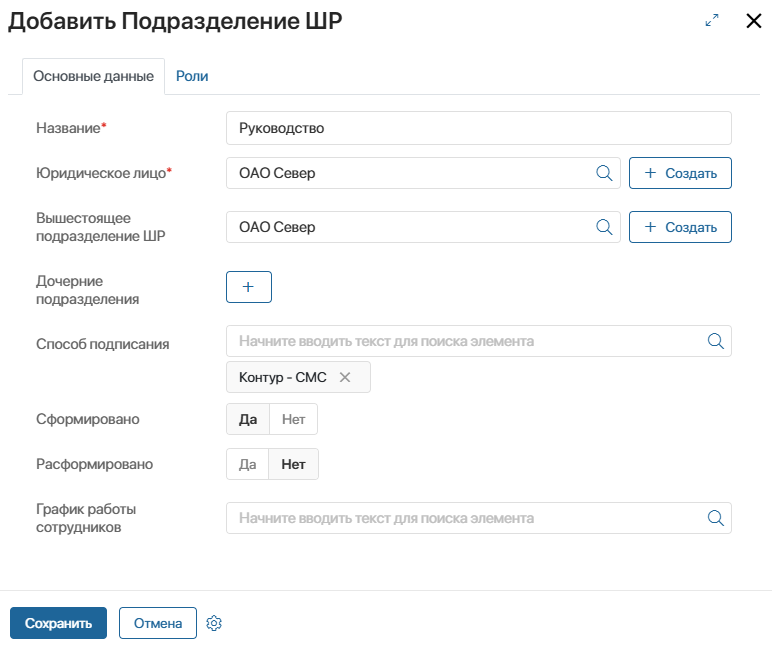 Добавить Подразделение ШР
Основные данные Роли
Название* Руководство
Юридическое лицо* ОАО Север + Создать
Вышестоящее
подразделение ШР ОАО Север + Создать
Дочерние
подразделения +
Способ подписания Начните вводить текст для поиска элемента
Контур - СМС
Сформировано Да Нет
Расформировано Да Нет
График работы
сотрудников Начните вводить текст для поиска элемента
Сохранить Отмена